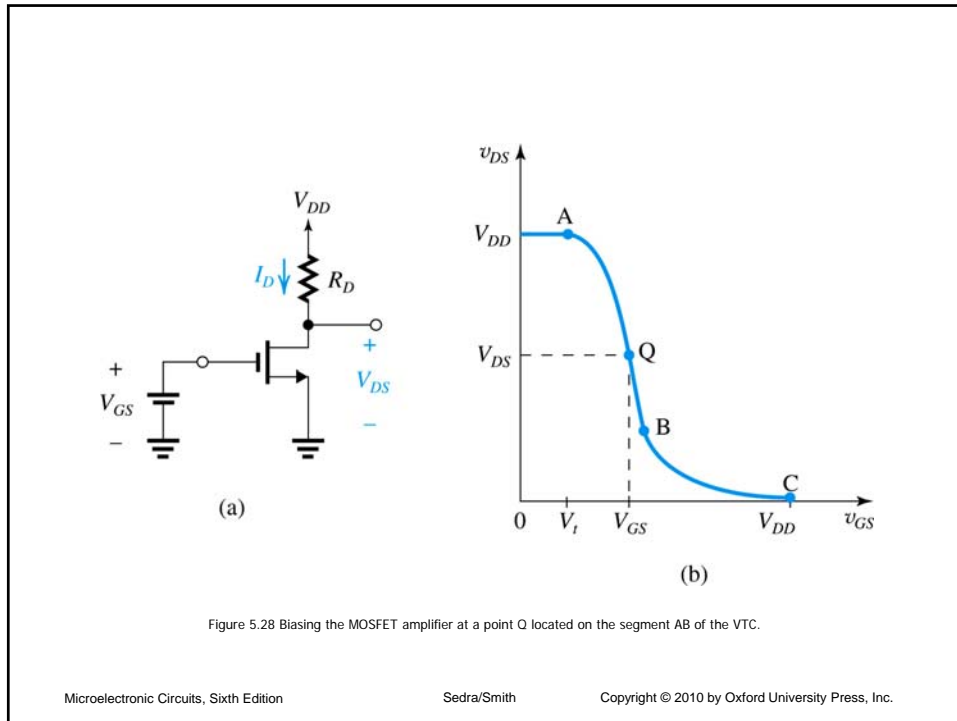 V_DD
I_D
R_D
+
V_GS
−
+
V_DS
−
(a)
v_DS
V_DD
A
V_DS
Q
B
C
0
V_t
V_GS
V_DD
v_GS
(b)
Figure 5.28 Biasing the MOSFET amplifier at a point Q located on the segment AB of the VTC.
Microelectronic Circuits, Sixth Edition
Sedra/Smith
Copyright © 2010 by Oxford University Press, Inc.